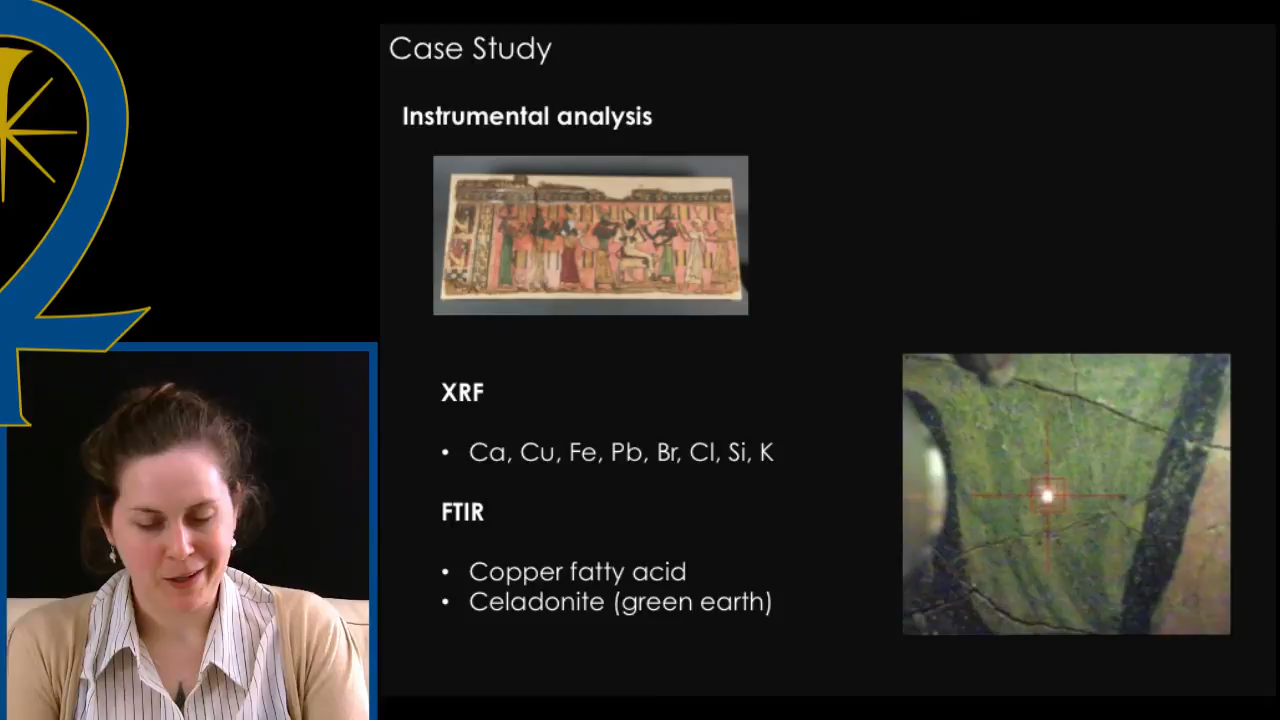 Case Study
Instrumental analysis
XRF
• Ca, Cu, Fe, Pb, Br, Cl, Si, K
FTIR
• Copper fatty acid
• Celadonite (green earth)